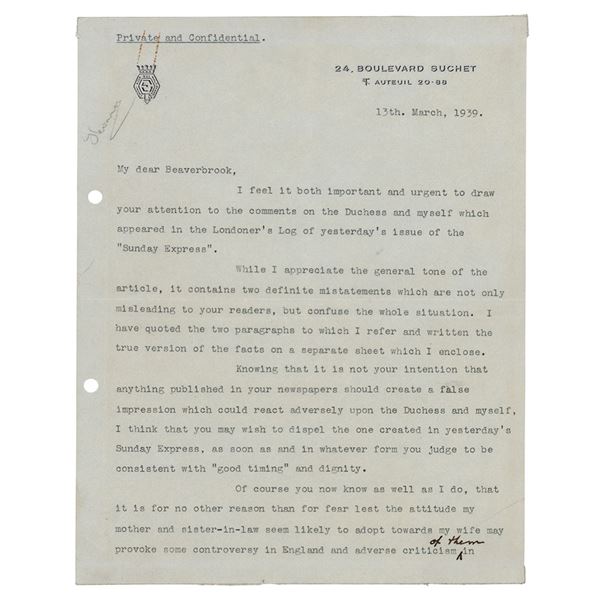 Private and Confidential.
24, BOULEVARD SUCHET
T. AUTEUIL 20-88
13th. March, 1939.
My dear Beaverbrook,
I feel it both important and urgent to draw
your attention to the comments on the Duchess and myself which
appeared in the Londoner's Log of yesterday's issue of the
"Sunday Express".
While I appreciate the general tone of the
article, it contains two definite mistatements which are not only
misleading to your readers, but confuse the whole situation. I
have quoted the two paragraphs to which I refer and written the
true version of the facts on a separate sheet which I enclose.
Knowing that it is not your intention that
anything published in your newspapers should create a false
impression which could react adversely upon the Duchess and myself,
I think that you may wish to dispel the one created in yesterday's
Sunday Express, as soon as and in whatever form you judge to be
consistent with "good timing" and dignity.
Of course you now know as well as I do, that
it is for no other reason than for fear lest the attitude my
mother and sister-in-law seem likely to adopt towards my wife may
provoke some controversy in England and adverse criticism of them in